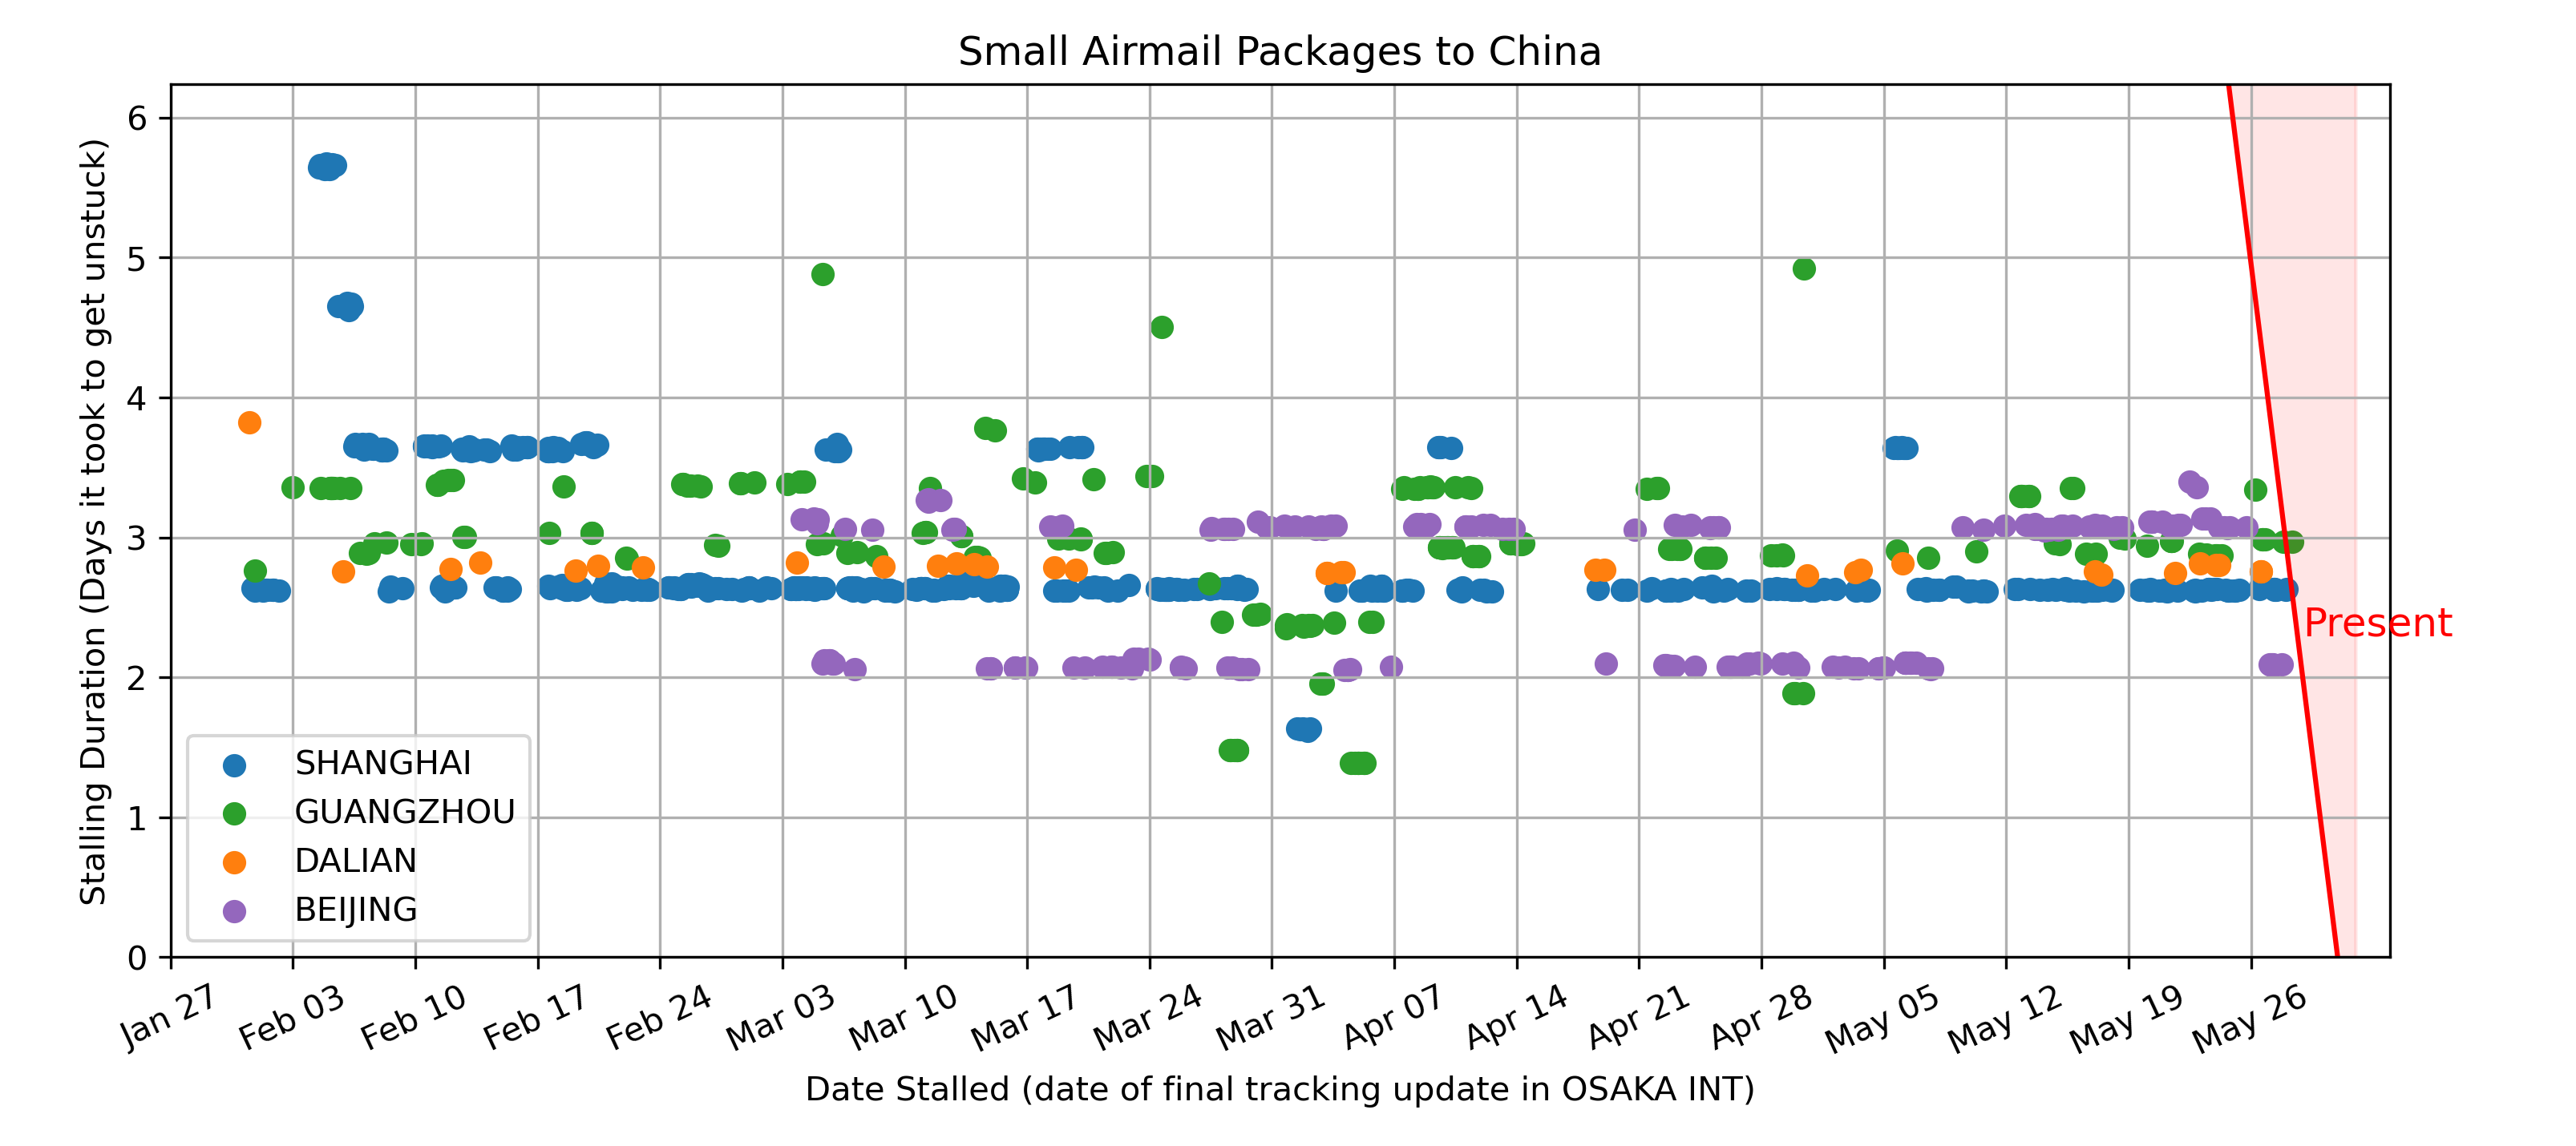 Small Airmail Packages to China
Stalling Duration (Days it took to get unstuck)
6
5
4
3
2
1
0
Present
SHANGHAI
GUANGZHOU
DALIAN
BEIJING
Jan 27
Feb 03
Feb 10
Feb 17
Feb 24
Mar 03
Mar 10
Mar 17
Mar 24
Mar 31
Apr 07
Apr 14
Apr 21
Apr 28
May 05
May 12
May 19
May 26
Date Stalled (date of final tracking update in OSAKA INT)